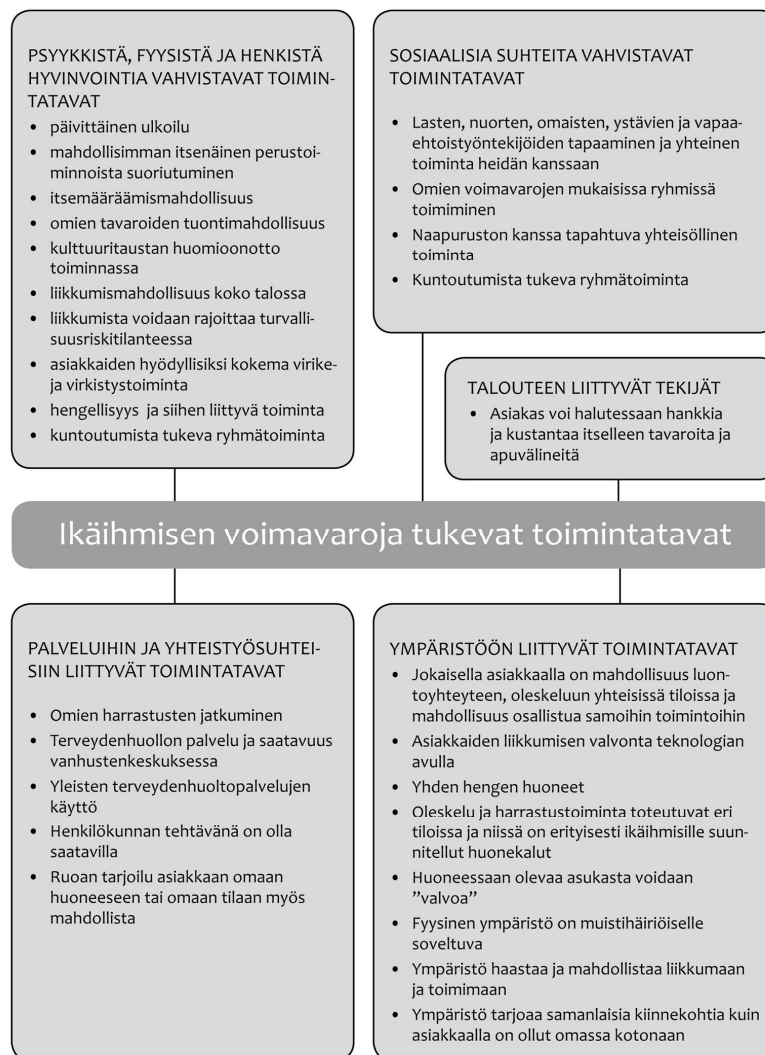 PSYYKKISTÄ, FYYSISTÄ JA HENKISTÄ
HYVINVOINTIA VAHVISTAVAT TOIMIN-
TATAVAT
• päivittäinen ulkoilu
• mahdollisimman itsenäinen perustoi-
minnoista suoriutuminen
• itsemääräämismahdollisuus
• omien tavaroiden tuontimahdollisuus
• kulttuuritaustan huomioonotto
toiminnassa
• liikkumismahdollisuus koko talossa
• liikkumista voidaan rajoittaa turvalli-
suusriskitilanteessa
• asiakkaiden hyödyllisiksi kokema virike-
ja virkistystoiminta
• hengellisyys ja siihen liittyvä toiminta
• kuntoutumista tukeva ryhmätoiminta
SOSIAALISIA SUHTEITA VAHVISTAVAT
TOIMINTATAVAT
• Lasten, nuorten, omaisten, ystävien ja vapaa-
ehtoistyöntekijöiden tapaaminen ja yhteinen
toiminta heidän kanssaan
• Omien voimavarojen mukaisissa ryhmissä
toimiminen
• Naapuruston kanssa tapahtuva yhteisöllinen
toiminta
• Kuntoutumista tukeva ryhmätoiminta
TALOUTEEN LIITTYVÄT TEKIJÄT
• Asiakas voi halutessaan hankkia
ja kustantaa itselleen tavaroita ja
apuvälineitä
Ikäihmisen voimavaroja tukevat toimintatavat
PALVELUIHIN JA YHTEISTYÖSUHTEI-
SIIN LIITTYVÄT TOIMINTATAVAT
• Omien harrastusten jatkuminen
• Terveydenhuollon palvelu ja saatavuus
vanhustenkeskuksessa
• Yleisten terveydenhuoltopalvelujen
käyttö
• Henkilökunnan tehtävänä on olla
saatavilla
• Ruoan tarjoilu asiakkaan omaan
huoneeseen tai omaan tilaan myös
mahdollista
YMPÄRISTÖÖN LIITTYVÄT TOIMINTATAVAT
• Jokaisella asiakkaalla on mahdollisuus luon-
toyhteyteen, oleskeluun yhteisissä tiloissa ja
mahdollisuus osallistua samoihin toimintoihin
• Asiakkaiden liikkumisen valvonta teknologian
avulla
• Yhden hengen huoneet
• Oleskelu ja harrastustoiminta toteutuvat eri
tiloissa ja niissä on erityisesti ikäihmisille suun-
nitellut huonekalut
• Huoneessaan olevaa asukasta voidaan
”valvoa”
• Fyysinen ympäristö on muistihäiriöiselle
soveltuva
• Ympäristö haastaa ja mahdollistaa liikkumaan
ja toimimaan
• Ympäristö tarjoaa samanlaisia kiinnekohtia kuin
asiakkaalla on ollut omassa kotonaan